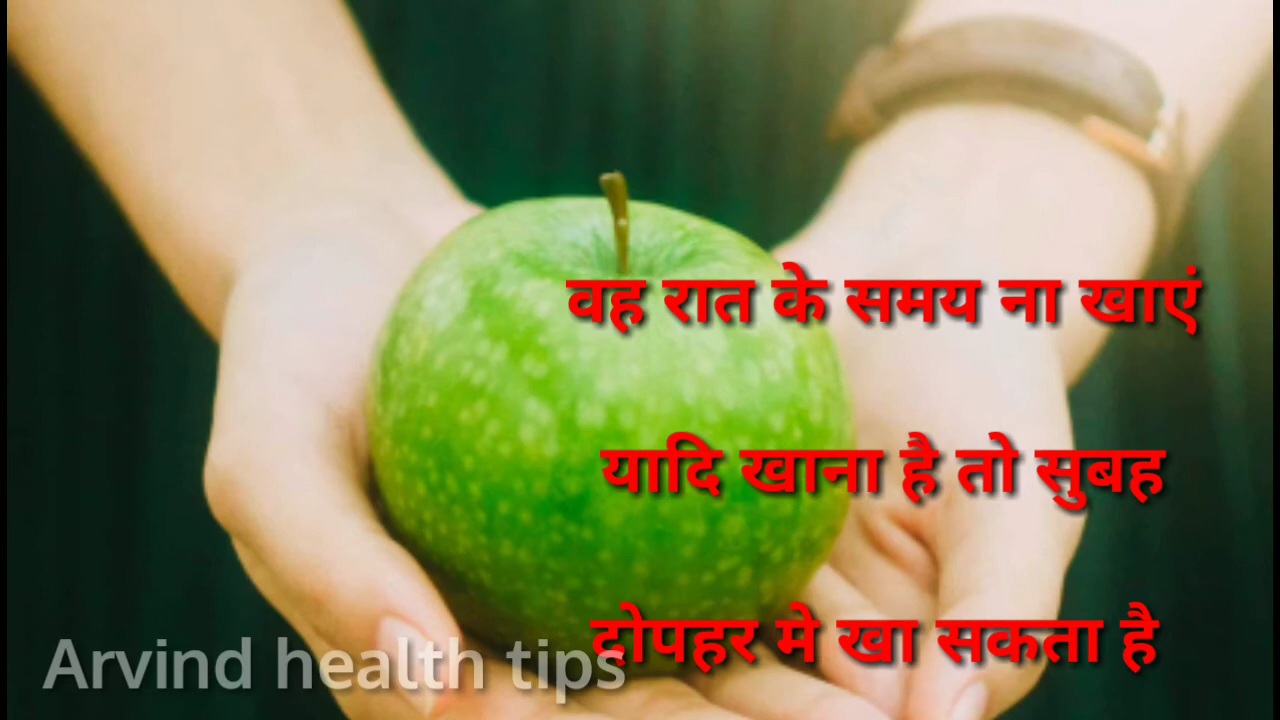 वह रात के समय ना खाएं
यादि खाना है तो सुबह
दोपहर मे खा सकता है
Arvind health tips